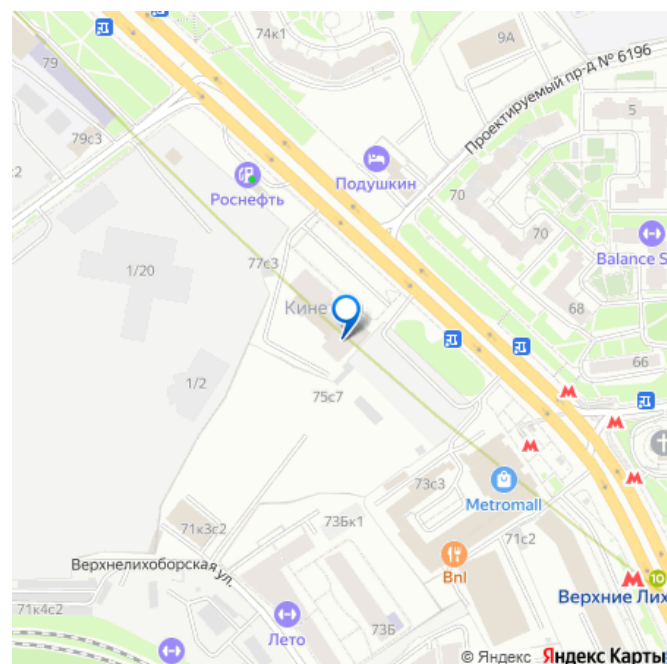 74к1
9А
79
Проектируемый пр-д № 6196
79с3
с2
5
Подушкин
Роснефть
70
70
Balance S
77с3
1/20
Кине
68
66
1/2
75с7
73с3
Metromall
71к3с2
73Бк1
71с2
Верхнелихоборская ул.
Bnl
10
Верхние Лих
71к4с2
Лето
73Б
© Яндекс Яндекс Карты